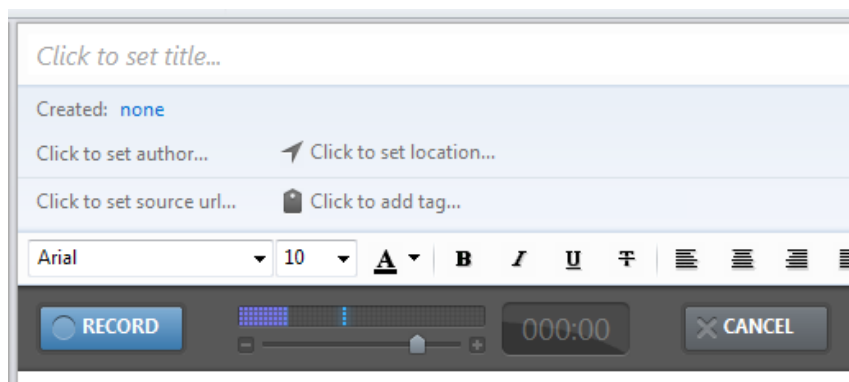 Click to set title...
Created: none
Click to set author... Click to set location...
Click to set source url... Click to add tag...
Arial 10 A B I U T
RECORD 000:00 CANCEL